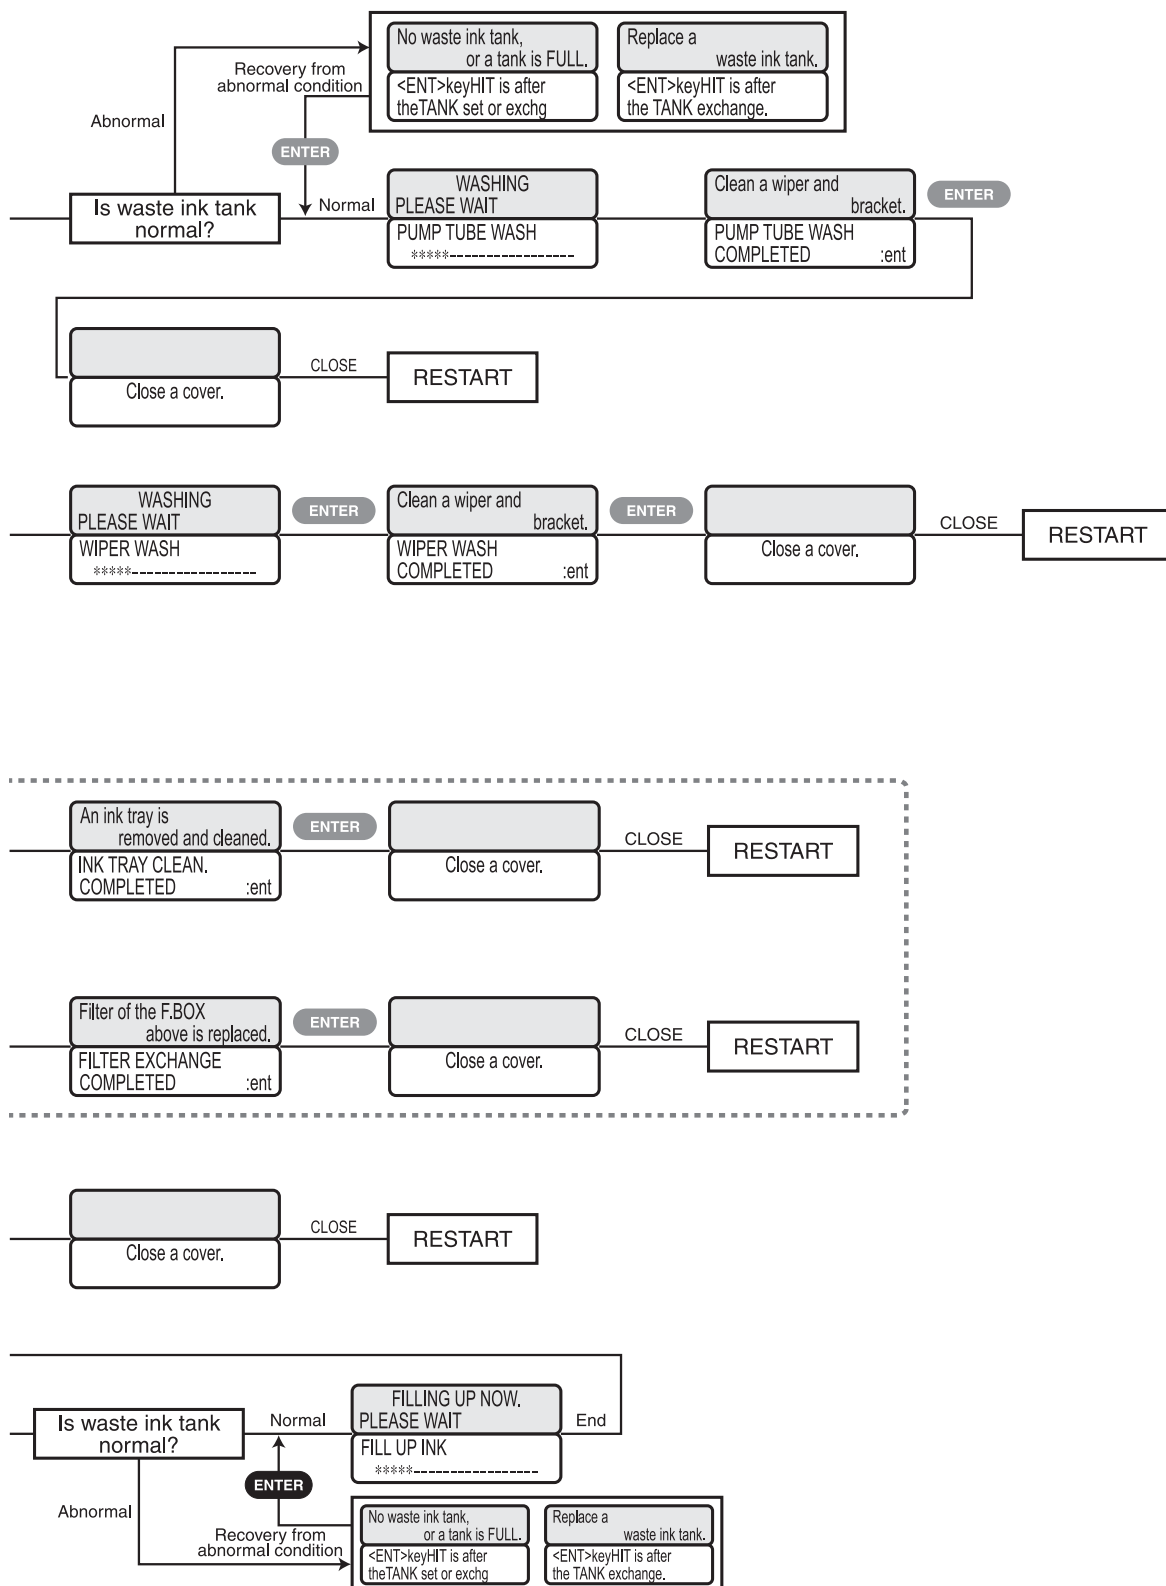 No waste ink tank,
or a tank is FULL.
<ENT>keyHIT is after
theTANK set or exchg
Replace a
waste ink tank.
<ENT>keyHIT is after
the TANK exchange.
Recovery from
abnormal condition
Abnormal
ENTER
Is waste ink tank
normal?
Normal
WASHING
PLEASE WAIT
PUMP TUBE WASH
*****------------------
Clean a wiper and
bracket.
PUMP TUBE WASH
COMPLETED :ent
ENTER
Close a cover.
CLOSE
RESTART
WASHING
PLEASE WAIT
WIPER WASH
*****-----------------
ENTER
Clean a wiper and
bracket.
WIPER WASH
COMPLETED :ent
ENTER
Close a cover.
CLOSE
RESTART
An ink tray is
removed and cleaned.
INK TRAY CLEAN.
COMPLETED :ent
ENTER
Close a cover.
CLOSE
RESTART
Filter of the F.BOX
above is replaced.
FILTER EXCHANGE
COMPLETED :ent
ENTER
Close a cover.
CLOSE
RESTART
Close a cover.
CLOSE
RESTART
Is waste ink tank
normal?
Normal
FILLING UP NOW.
PLEASE WAIT
FILL UP INK
*****-----------------
End
ENTER
Abnormal
Recovery from
abnormal condition
No waste ink tank,
or a tank is FULL.
<ENT>keyHIT is after
theTANK set or exchg
Replace a
waste ink tank.
<ENT>keyHIT is after
the TANK exchange.